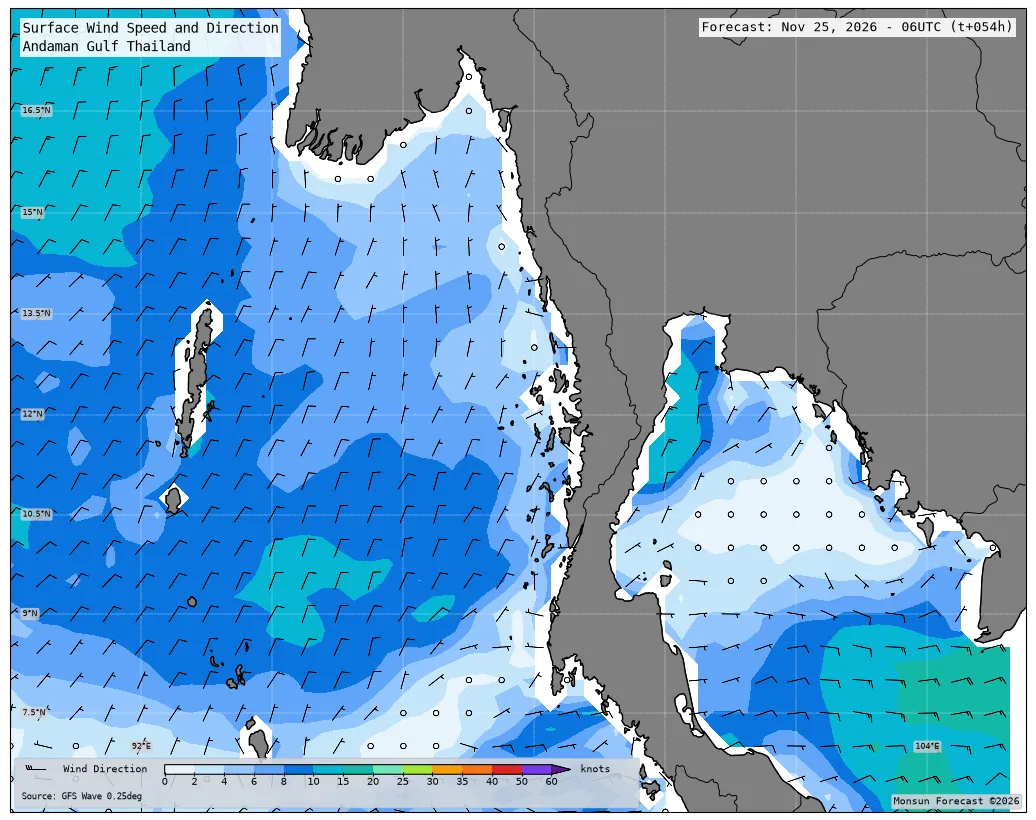 Surface Wind Speed and Direction
Andaman Gulf Thailand
Forecast: Nov 25, 2026 - 06UTC (t+054h)
16.5°N
15°N
13.5°N
12°N
10.5°N
9°N
7.5°N
92°E
104°E
Wind Direction
0 2 4 6 8 10 15 20 25 30 35 40 50 60
knots
Source: GFS Wave 0.25deg
Monsun Forecast ©2026